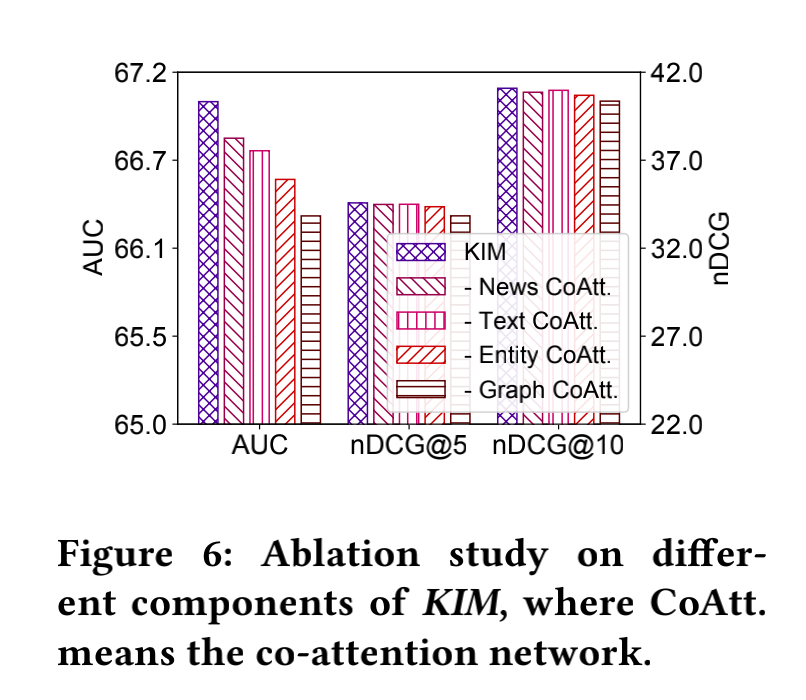 67.2
66.7
66.1
65.5
65.0
AUC
42.0
37.0
32.0
27.0
22.0
nDCG
KIM
- News CoAtt.
- Text CoAtt.
- Entity CoAtt.
- Graph CoAtt.
AUC nDCG@5 nDCG@10
Figure 6: Ablation study on differ-
ent components of KIM, where CoAtt.
means the co-attention network.